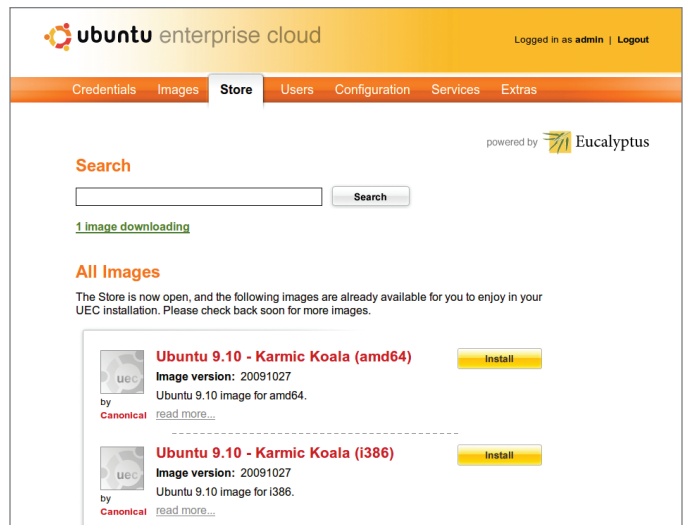 ubuntu enterprise cloud
Logged in as admin | Logout
Credentials Images Store Users Configuration Services Extras
powered by Eucalyptus
Search
Search
1 image downloading
All Images
The Store is now open, and the following images are already available for you to enjoy in your
UEC installation. Please check back soon for more images.
uec
by
Canonical
Ubuntu 9.10 - Karmic Koala (amd64)
Image version: 20091027
Ubuntu 9.10 image for amd64.
read more...
Install
uec
by
Canonical
Ubuntu 9.10 - Karmic Koala (i386)
Image version: 20091027
Ubuntu 9.10 image for i386.
read more...
Install